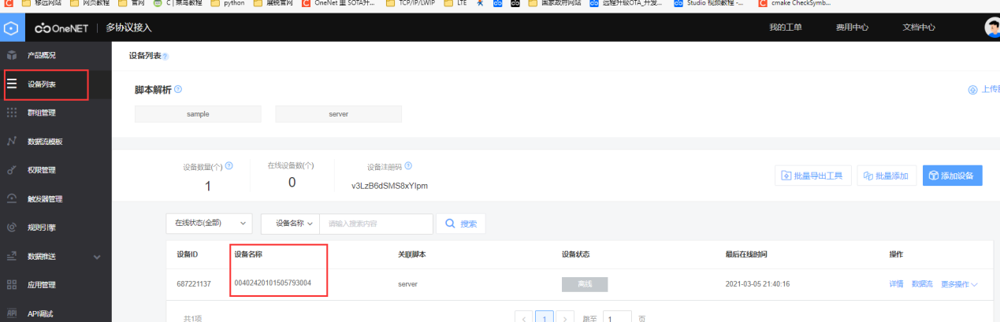 移远网站 网页教程 官网 C | 菜鸟教程 python 展锐官网 OneNet 里 SOTA升... TCP/IP/LWIP LTE 国家政府网站 远程升级OTA_开发... Studio 视频教程 -... cmake CheckSymb...
OneNET 多协议接入 我的工单 费用中心 文档中心
产品概况
设备列表
群组管理
数据流模板
权限管理
触发器管理
规则引擎
数据推送
应用管理
API API调试
设备列表
脚本解析
上传
sample server
设备数量(个) 在线设备数(个) 设备注册码
1 0 v3LzB6dSMS8xYIpm
批量导出工具 批量添加 添加设备
在线状态(全部) 设备名称 请输入搜索内容 搜索
设备ID 设备名称 关联脚本 设备状态 最后在线时间 操作
687221137 00402420101505793004 server 离线 2021-03-05 21:40:16 详情 数据流 更多操作
共1项 < 1 > 跳至 1 页